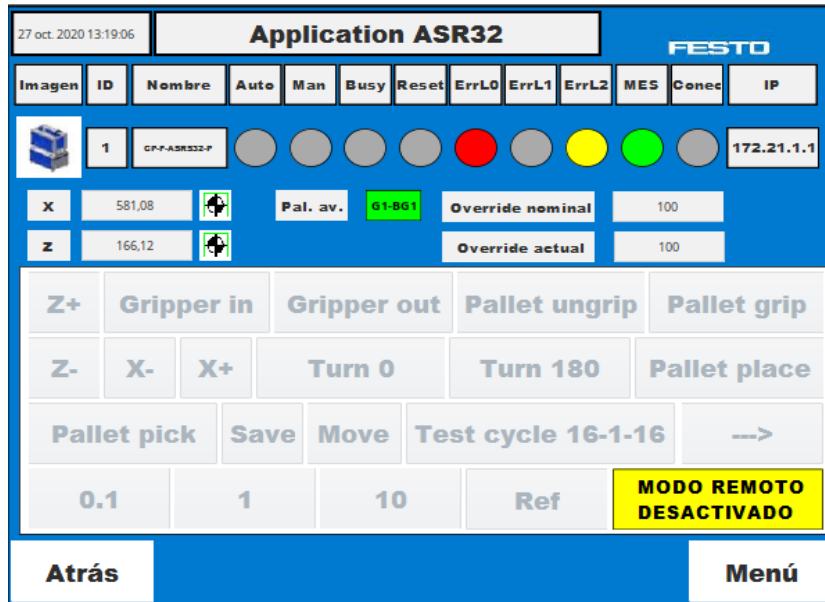 27 oct. 2020 13:19:06
Application ASR32
FESTO
Imagen ID Nombre Auto Man Busy Reset ErrL0 ErrL1 ErrL2 MES Conec IP
1 CP-F-ASRS32-P 172.21.1.1
X 581,08 Pal. av. G1-BG1 Override nominal 100
Z 166,12 Override actual 100
Z+ Gripper in Gripper out Pallet ungrip Pallet grip
Z- X- X+ Turn 0 Turn 180 Pallet place
Pallet pick Save Move Test cycle 16-1-16 --->
0.1 1 10 Ref MODO REMOTO
DESACTIVADO
Atrás Menú